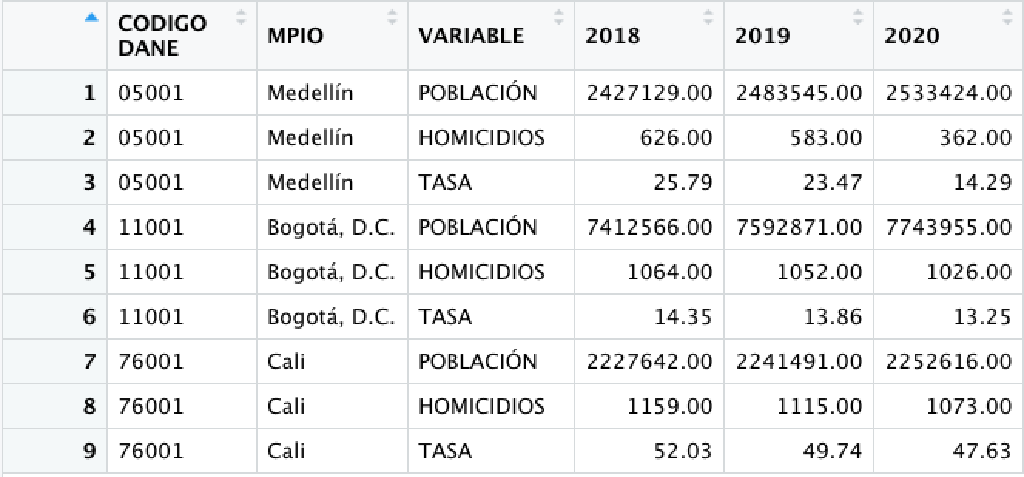 CODIGO DANE MPIO VARIABLE 2018 2019 2020
1 05001 Medellín POBLACIÓN 2427129.00 2483545.00 2533424.00
2 05001 Medellín HOMICIDIOS 626.00 583.00 362.00
3 05001 Medellín TASA 25.79 23.47 14.29
4 11001 Bogotá, D.C. POBLACIÓN 7412566.00 7592871.00 7743955.00
5 11001 Bogotá, D.C. HOMICIDIOS 1064.00 1052.00 1026.00
6 11001 Bogotá, D.C. TASA 14.35 13.86 13.25
7 76001 Cali POBLACIÓN 2227642.00 2241491.00 2252616.00
8 76001 Cali HOMICIDIOS 1159.00 1115.00 1073.00
9 76001 Cali TASA 52.03 49.74 47.63